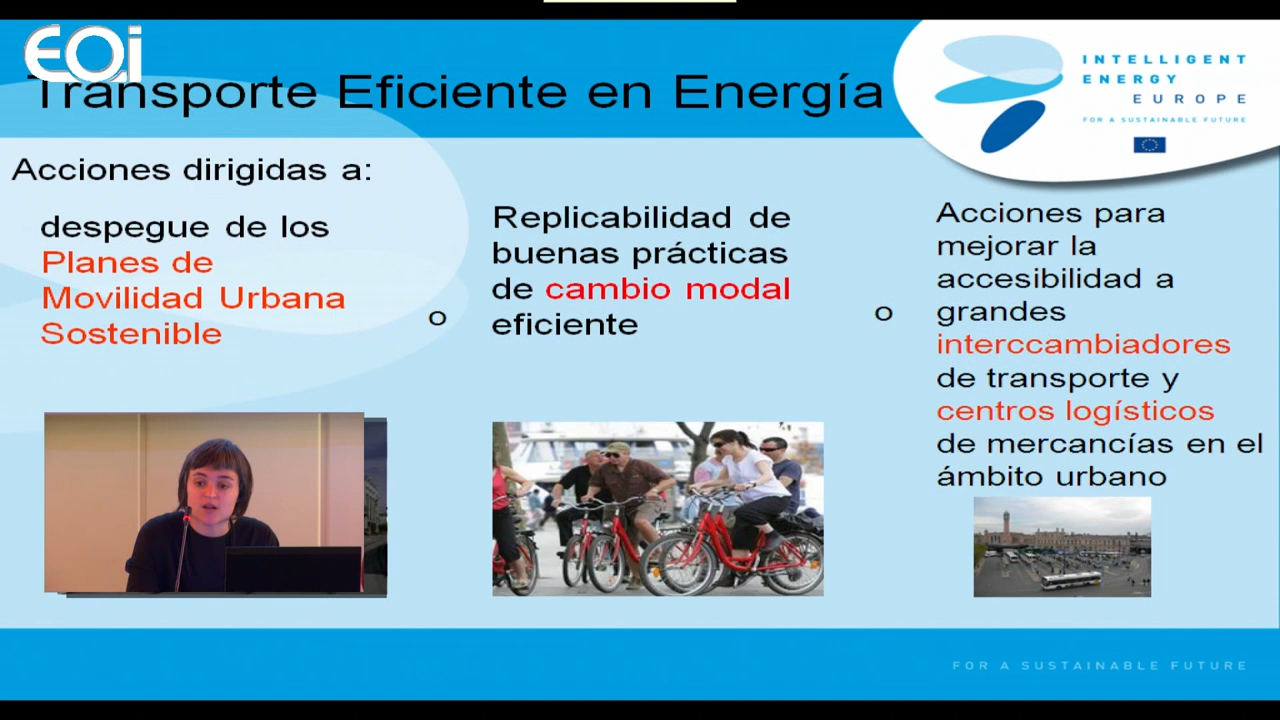 EOi
Transporte Eficiente en Energía
INTELLIGENT
ENERGY
EUROPE
FOR A SUSTAINABLE FUTURE
Acciones dirigidas a:
despegue de los
Planes de
Movilidad Urbana
Sostenible
o
Replicabilidad de
buenas prácticas
de cambio modal
eficiente
o
Acciones para
mejorar la
accesibilidad a
grandes
interccambiadores
de transporte y
centros logísticos
de mercancías en el
ámbito urbano
FOR A SUSTAINABLE FUTURE